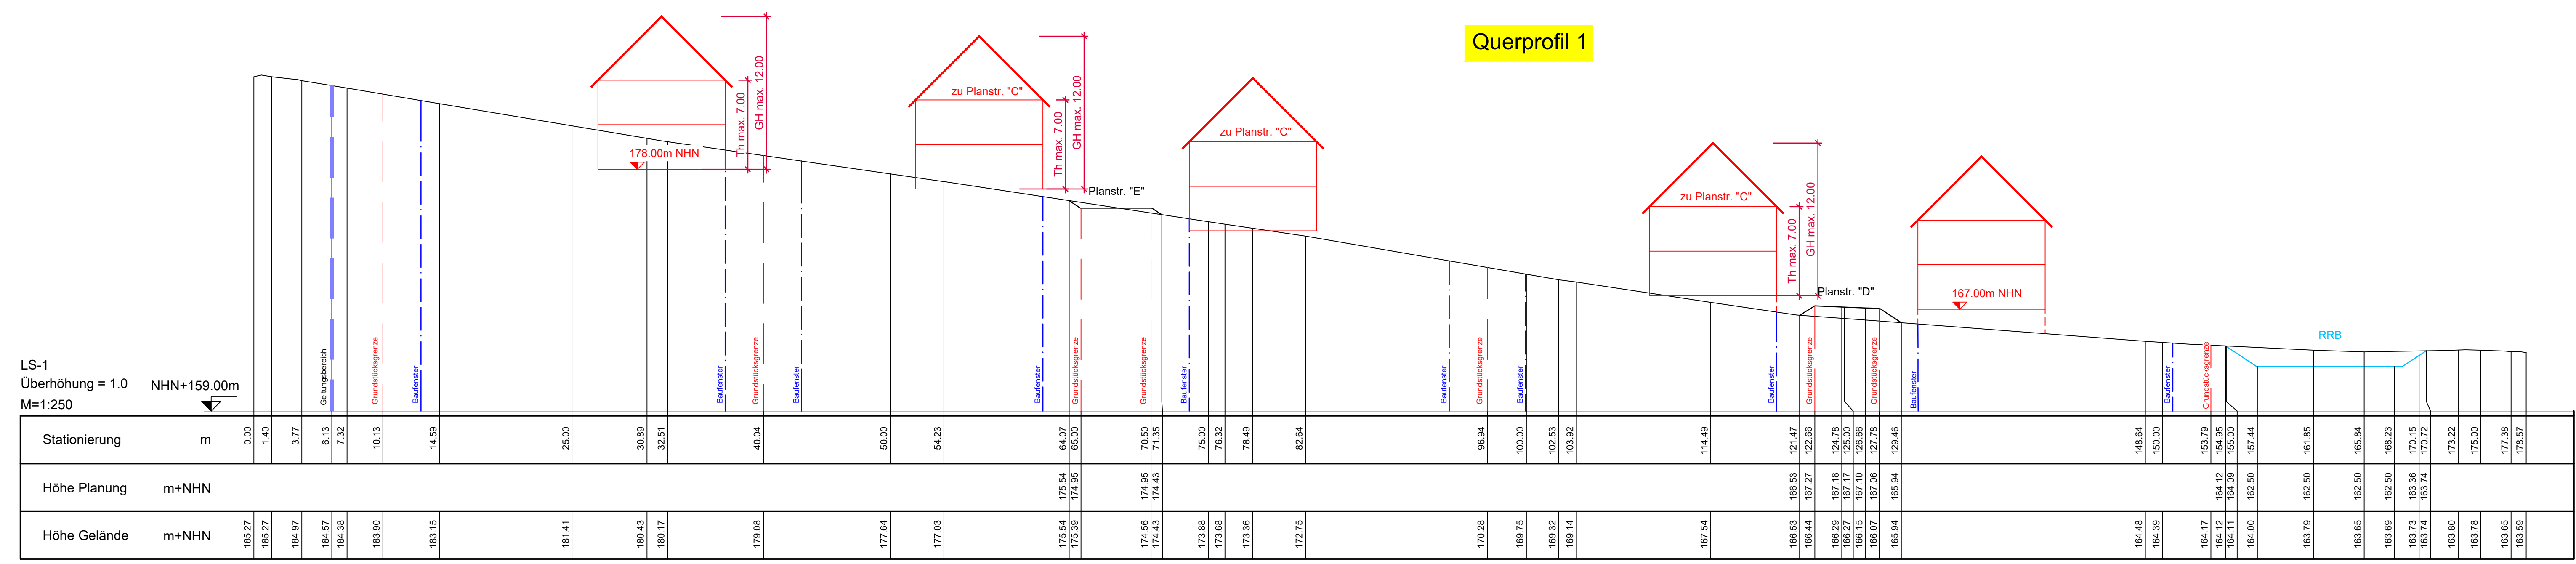 Querprofil 1
Th max. 7.00
GH max. 12.00
178.00m NHN
zu Planstr. "C"
Th max. 7.00
GH max. 12.00
Planstr. "E"
zu Planstr. "C"
zu Planstr. "C"
Th max. 7.00
GH max. 12.00
Planstr. "D"
167.00m NHN
RRB
Geltungsbereich
Grundstücksgrenze
Baufenster
Baufenster
Grundstücksgrenze
Baufenster
Baufenster
Grundstücksgrenze
Grundstücksgrenze
Baufenster
Baufenster
Grundstücksgrenze
Baufenster
Baufenster
Grundstücksgrenze
Grundstücksgrenze
Baufenster
Baufenster
Grundstücksgrenze
LS-1
Überhöhung = 1.0 NHN+159.00m
M=1:250
Stationierung m 0.00 1.40 3.77 6.13 7.32 10.13 14.59 25.00 30.89 32.51 40.04 50.00 54.23 64.07 65.00 70.50 71.35 75.00 76.32 78.49 82.64 96.94 100.00 102.53 103.92 114.49 121.47 122.66 124.78 125.00 126.66 127.78 129.46 148.64 150.00 153.79 154.95 155.00 157.44 161.85 165.84 168.23 170.15 170.72 173.22 175.00 177.38 178.57
Höhe Planung m+NHN 175.54 174.95 174.95 174.43 166.53 167.27 167.18 167.17 167.10 167.06 165.94 164.12 164.09 162.50 162.50 162.50 162.50 163.36 163.74
Höhe Gelände m+NHN 185.27 185.27 184.97 184.57 184.38 183.90 183.15 181.41 180.43 180.17 179.08 177.64 177.03 175.54 175.39 174.56 174.43 173.88 173.68 173.36 172.75 170.28 169.75 169.32 169.14 167.54 166.53 166.44 166.29 166.27 166.15 166.07 165.94 164.48 164.39 164.17 164.12 164.11 164.00 163.79 163.65 163.69 163.73 163.74 163.80 163.78 163.65 163.59